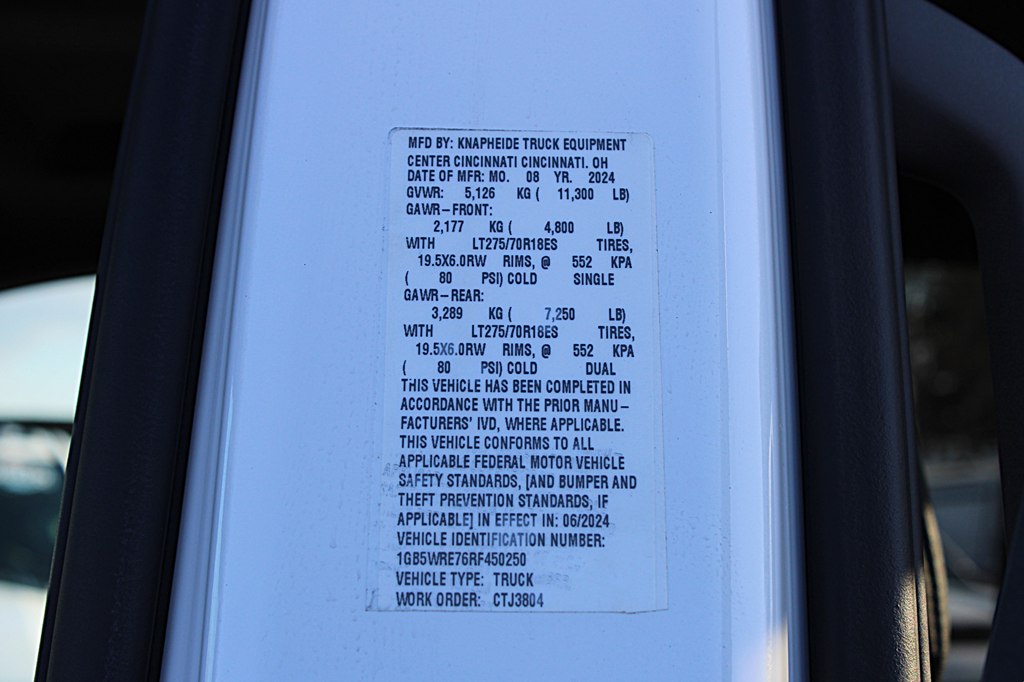 MFD BY: KNAPHEIDE TRUCK EQUIPMENT
CENTER CINCINNATI CINCINNATI. OH
DATE OF MFR: MO. 08 YR. 2024
GVWR: 5,126 KG ( 11,300 LB)
GAWR-FRONT:
2,177 KG ( 4,800 LB)
WITH LT275/70R18ES TIRES,
19.5X6.0RW RIMS, @ 552 KPA
( 80 PSI) COLD SINGLE
GAWR-REAR:
3,289 KG ( 7,250 LB)
WITH LT275/70R18ES TIRES,
19.5X6.0RW RIMS, @ 552 KPA
( 80 PSI) COLD DUAL
THIS VEHICLE HAS BEEN COMPLETED IN
ACCORDANCE WITH THE PRIOR MANU-
FACTURERS' IVD, WHERE APPLICABLE.
THIS VEHICLE CONFORMS TO ALL
APPLICABLE FEDERAL MOTOR VEHICLE
SAFETY STANDARDS, [AND BUMPER AND
THEFT PREVENTION STANDARDS, IF
APPLICABLE] IN EFFECT IN: 06/2024
VEHICLE IDENTIFICATION NUMBER:
1GB5WRE76RF450250
VEHICLE TYPE: TRUCK
WORK ORDER: CTJ3804